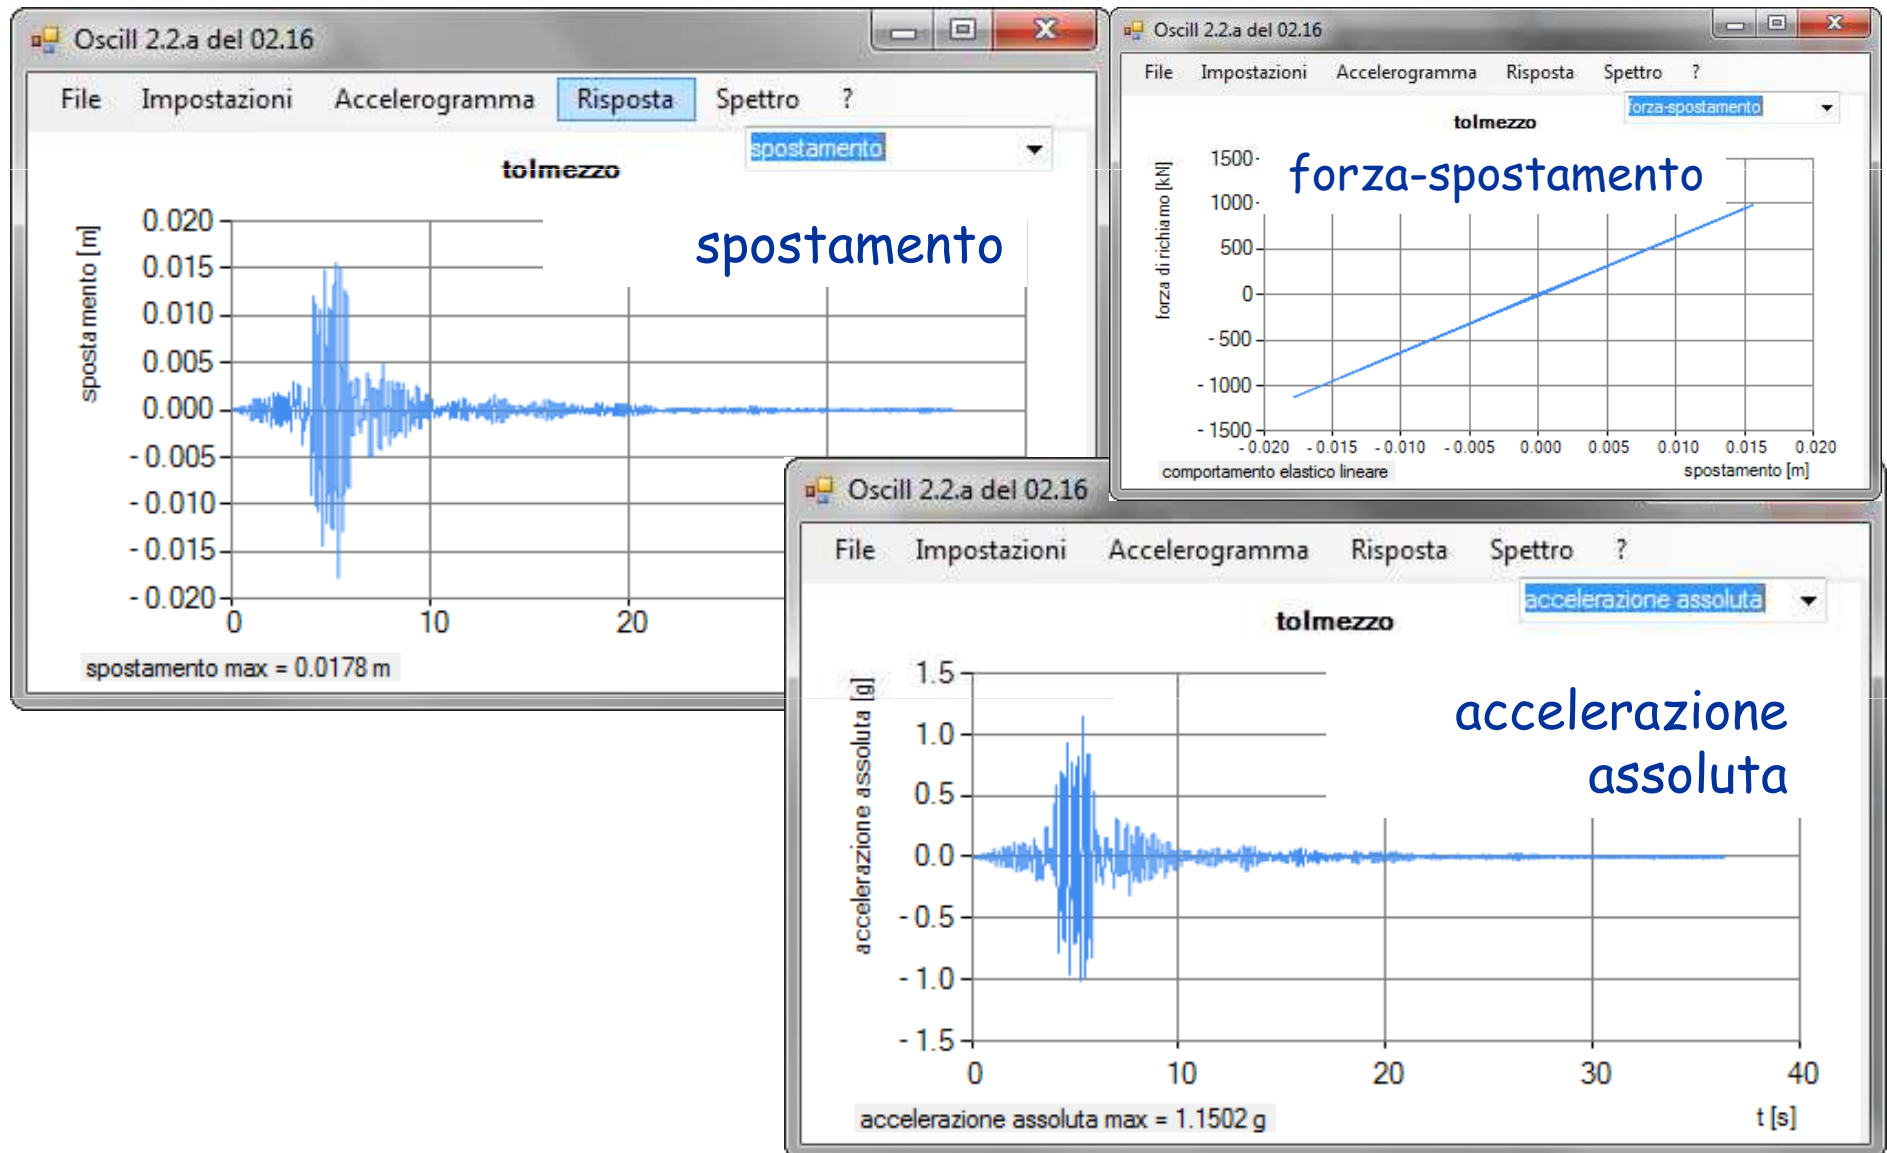 Oscill 2.2.a del 02.16
File Impostazioni Accelerogramma Risposta Spettro ?
spostamento
tolmezzo
spostamento
spostamento [m]
0.020
0.015
0.010
0.005
0.000
- 0.005
- 0.010
- 0.015
- 0.020
0 10 20
spostamento max = 0.0178 m
Oscill 2.2.a del 02.16
File Impostazioni Accelerogramma Risposta Spettro ?
forza-spostamento
tolmezzo
forza-spostamento
forza di richiamo [kN]
1500
1000
500
0
- 500
- 1000
- 1500
- 0.020 - 0.015 - 0.010 - 0.005 0.000 0.005 0.010 0.015 0.020
comportamento elastico lineare spostamento [m]
Oscill 2.2.a del 02.16
File Impostazioni Accelerogramma Risposta Spettro ?
accelerazione assoluta
tolmezzo
accelerazione
assoluta
accelerazione assoluta [g]
1.5
1.0
0.5
0.0
- 0.5
- 1.0
- 1.5
0 10 20 30 40
accelerazione assoluta max = 1.1502 g t [s]